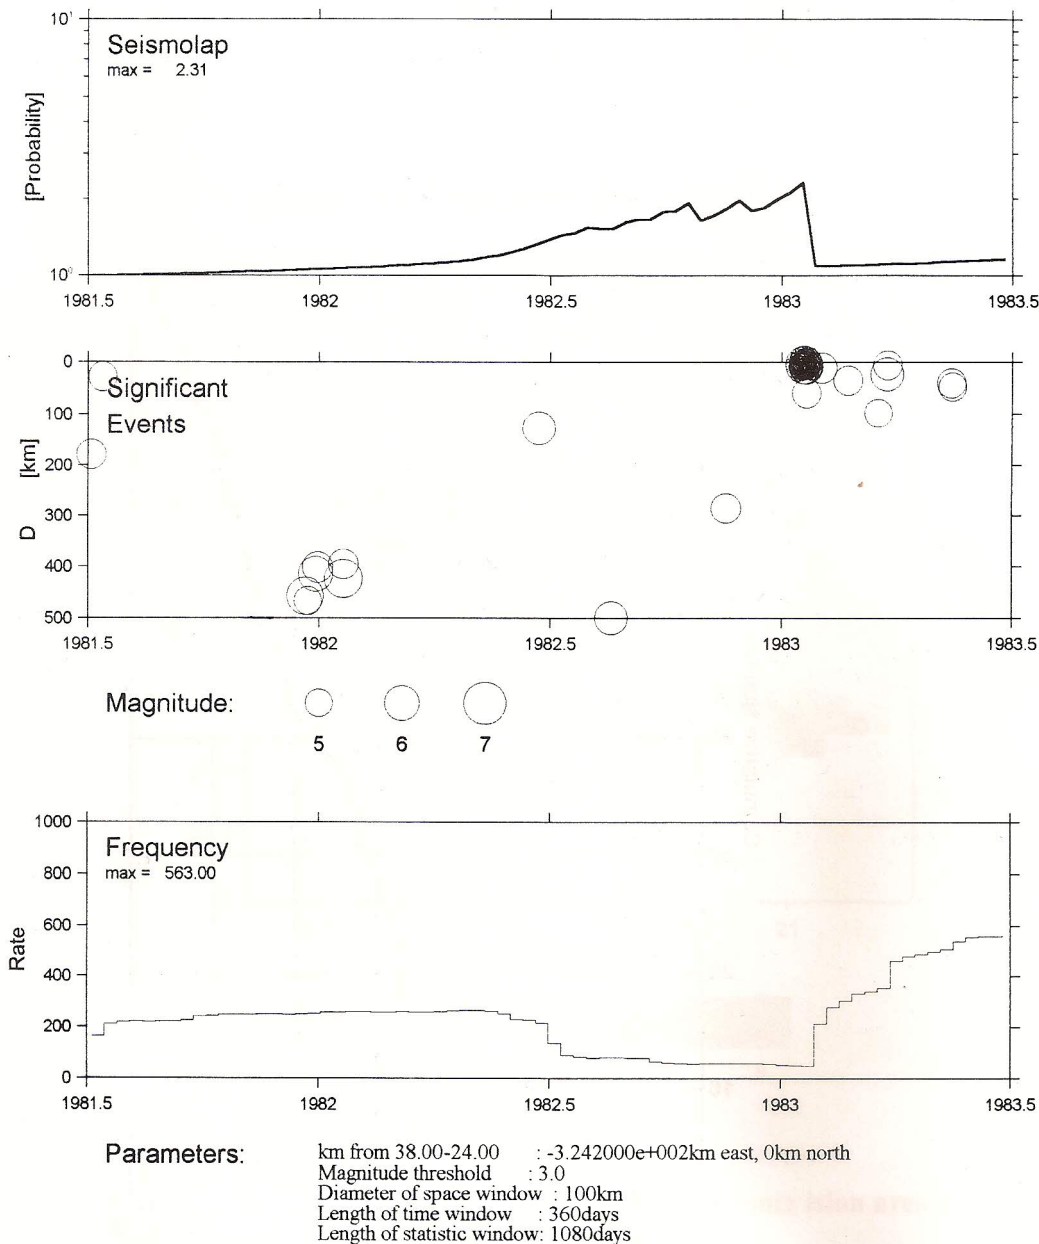 10¹
Seismolap
max = 2.31
[Probability]
10⁰
1981.5 1982 1982.5 1983 1983.5
0
Significant
100
Events
200
300
400
500
D [km]
1981.5 1982 1982.5 1983 1983.5
Magnitude:
5 6 7
1000
Frequency
max = 563.00
800
600
400
200
0
Rate
1981.5 1982 1982.5 1983 1983.5
Parameters:
km from 38.00-24.00 : -3.242000e+002km east, 0km north
Magnitude threshold : 3.0
Diameter of space window : 100km
Length of time window : 360days
Length of statistic window: 1080days